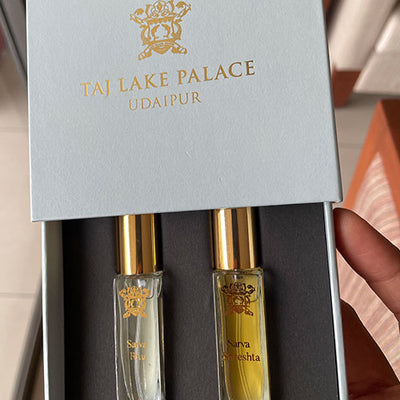 TAJ LAKE PALACE
UDAIPUR
Sarva
Sarva
Shreshta